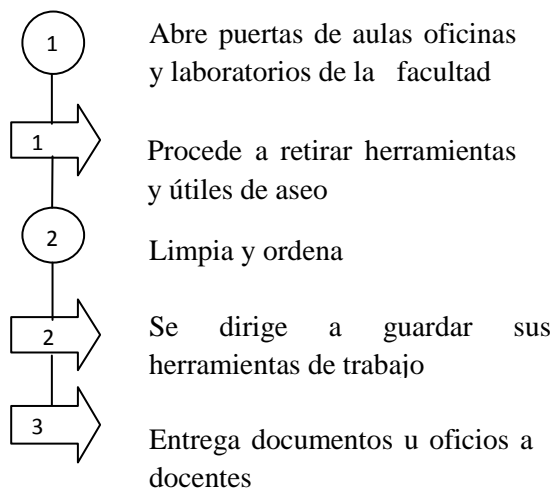 1
Abre puertas de aulas oficinas
y laboratorios de la facultad
1
Procede a retirar herramientas
y útiles de aseo
2
Limpia y ordena
2
Se dirige a guardar sus
herramientas de trabajo
3
Entrega documentos u oficios a
docentes